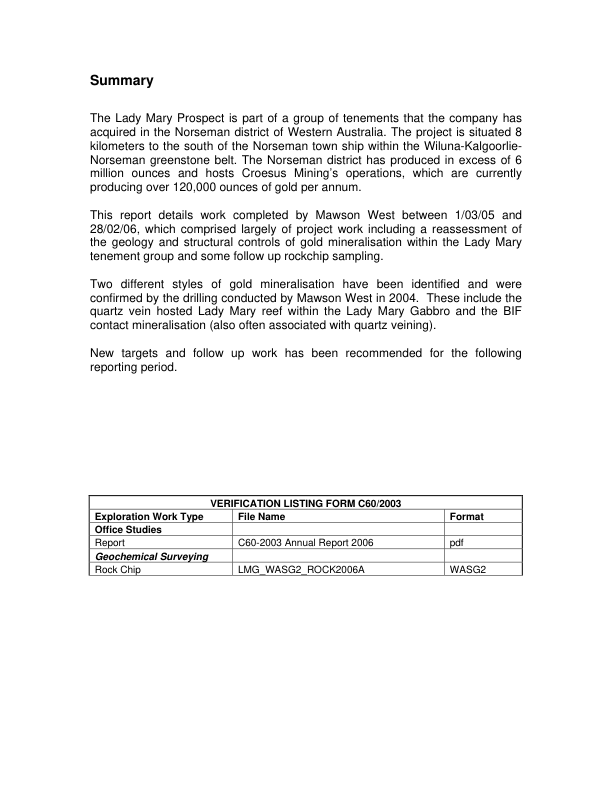 Summary
The Lady Mary Prospect is part of a group of tenements that the company has
acquired in the Norseman district of Western Australia. The project is situated 8
kilometers to the south of the Norseman town ship within the Wiluna-Kalgoorlie-
Norseman greenstone belt. The Norseman district has produced in excess of 6
million ounces and hosts Croesus Mining's operations, which are currently
producing over 120,000 ounces of gold per annum.
This report details work completed by Mawson West between 1/03/05 and
28/02/06, which comprised largely of project work including a reassessment of
the geology and structural controls of gold mineralisation within the Lady Mary
tenement group and some follow up rockchip sampling.
Two different styles of gold mineralisation have been identified and were
confirmed by the drilling conducted by Mawson West in 2004.  These include the
quartz vein hosted Lady Mary reef within the Lady Mary Gabbro and the BIF
contact mineralisation (also often associated with quartz veining).
New targets and follow up work has been recommended for the following
reporting period.
VERIFICATION LISTING FORM C60/2003
Exploration Work Type File Name Format
Office Studies
Report C60-2003 Annual Report 2006 pdf
Geochemical Surveying
Rock Chip LMG_WASG2_ROCK2006A WASG2